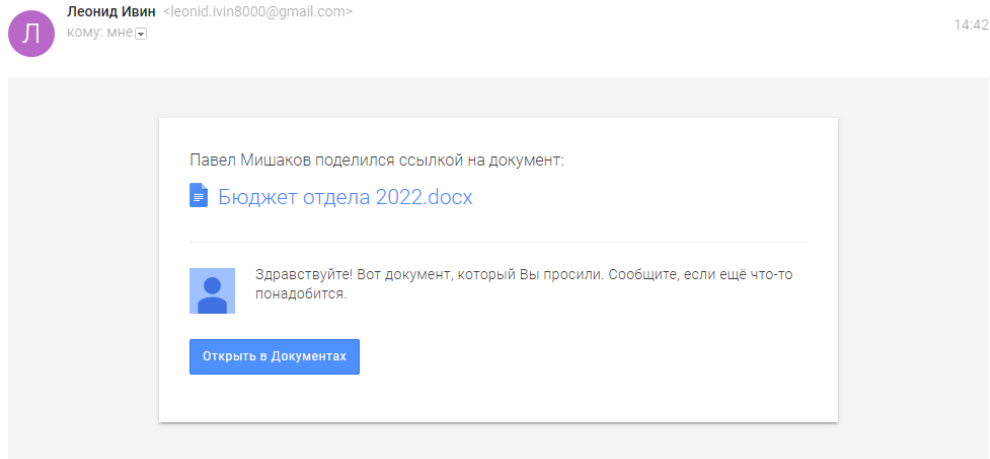 Л
Леонид Ивин <leonid.ivin8000@gmail.com>
кому: мне
14:42
Павел Мишаков поделился ссылкой на документ:
Бюджет отдела 2022.docx
Здравствуйте! Вот документ, который Вы просили. Сообщите, если ещё что-то
понадобится.
Открыть в Документах